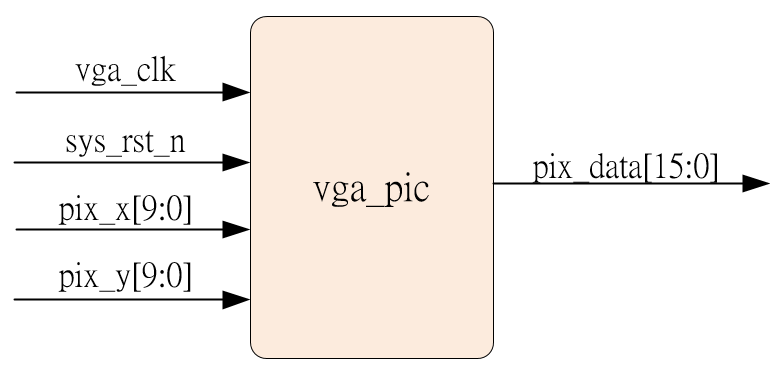 vga_clk
sys_rst_n
pix_x[9:0]
pix_y[9:0]
vga_pic
pix_data[15:0]